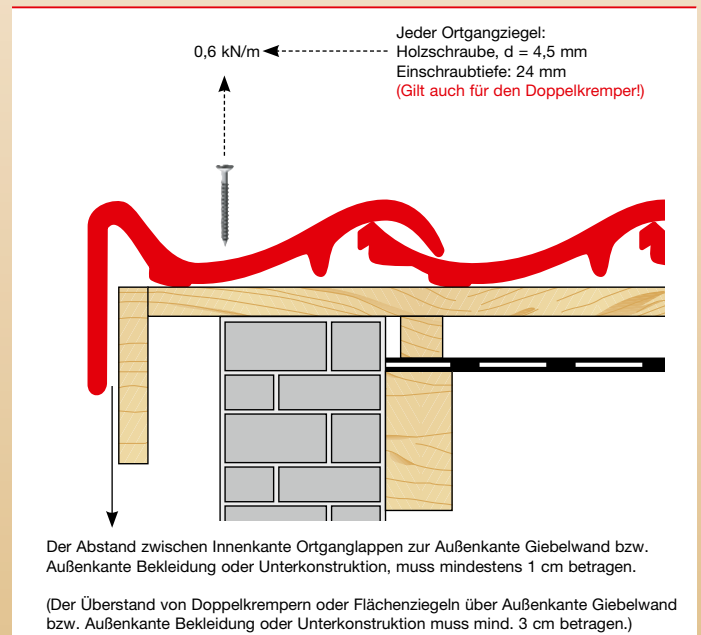 Jeder Ortgangziegel:
0,6 kN/m Holzschraube, d = 4,5 mm
Einschraubtiefe: 24 mm
(Gilt auch für den Doppelkremper!)
Der Abstand zwischen Innenkante Ortganglappen zur Außenkante Giebelwand bzw.
Außenkante Bekleidung oder Unterkonstruktion, muss mindestens 1 cm betragen.
(Der Überstand von Doppelkrempern oder Flächenziegeln über Außenkante Giebelwand
bzw. Außenkante Bekleidung oder Unterkonstruktion muss mind. 3 cm betragen.)